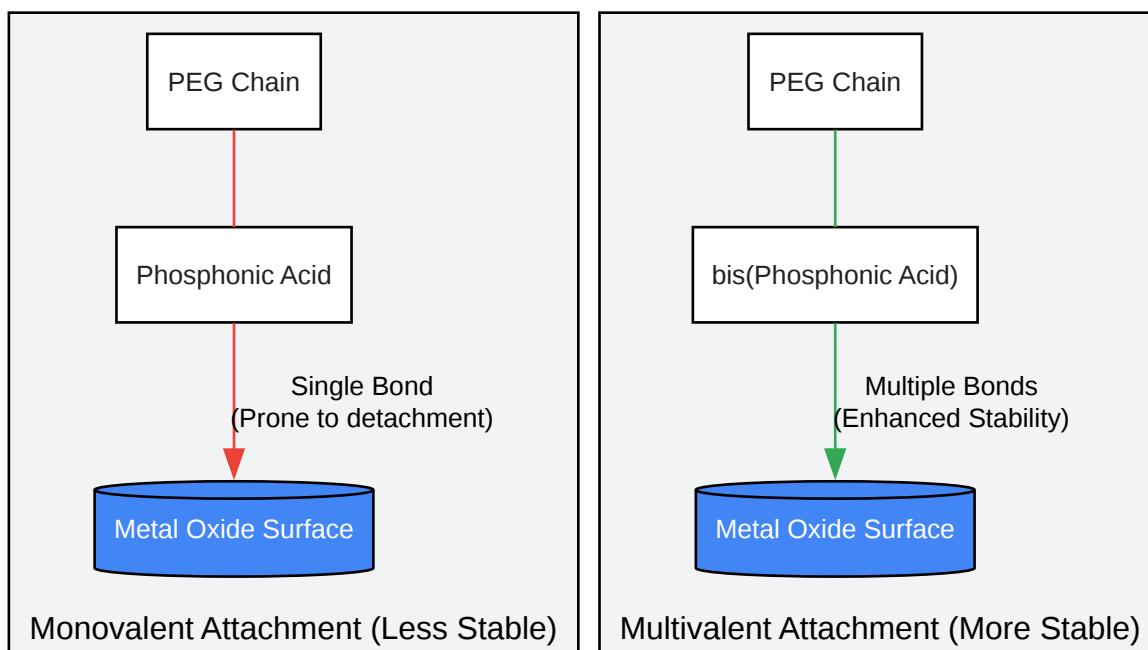 PEG Chain
Phosphonic Acid
Single Bond
(Prone to detachment)
Metal Oxide Surface
Monovalent Attachment (Less Stable)
PEG Chain
bis(Phosphonic Acid)
Multiple Bonds
(Enhanced Stability)
Metal Oxide Surface
Multivalent Attachment (More Stable)